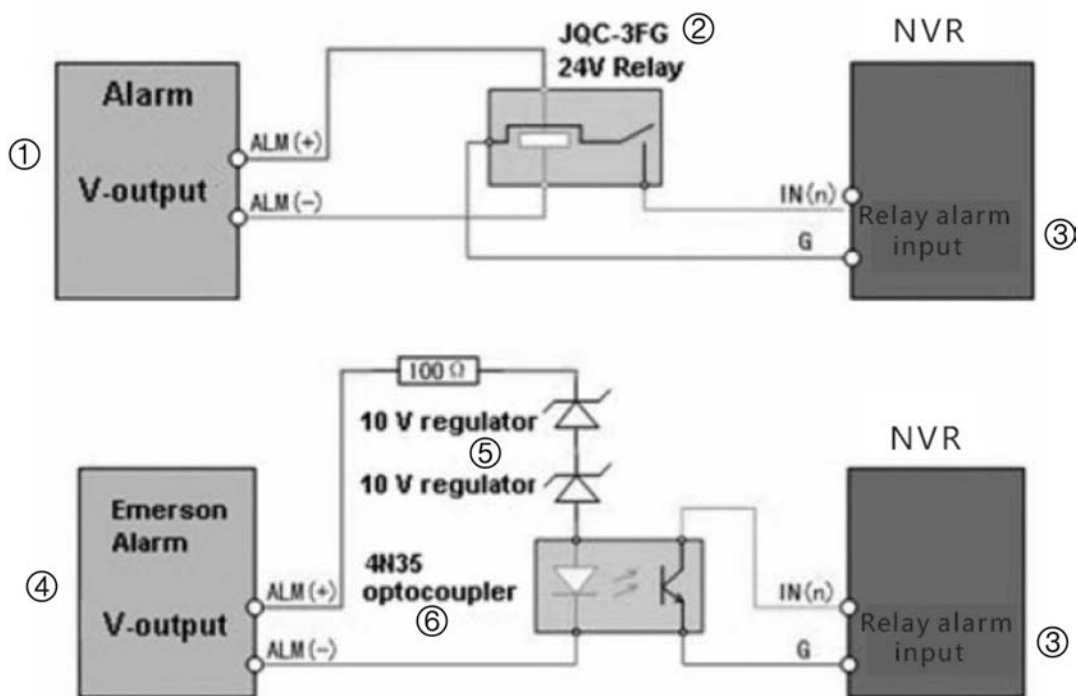 JQC-3FG ②
24V Relay
NVR
Alarm
①
V-output
ALM(+)
ALM(-)
IN(n)
G
Relay alarm
input
③
100Ω
10 V regulator
⑤
10 V regulator
NVR
Emerson
Alarm
④
V-output
ALM(+)
ALM(-)
4N35
optocoupler
⑥
IN(n)
G
Relay alarm
input
③